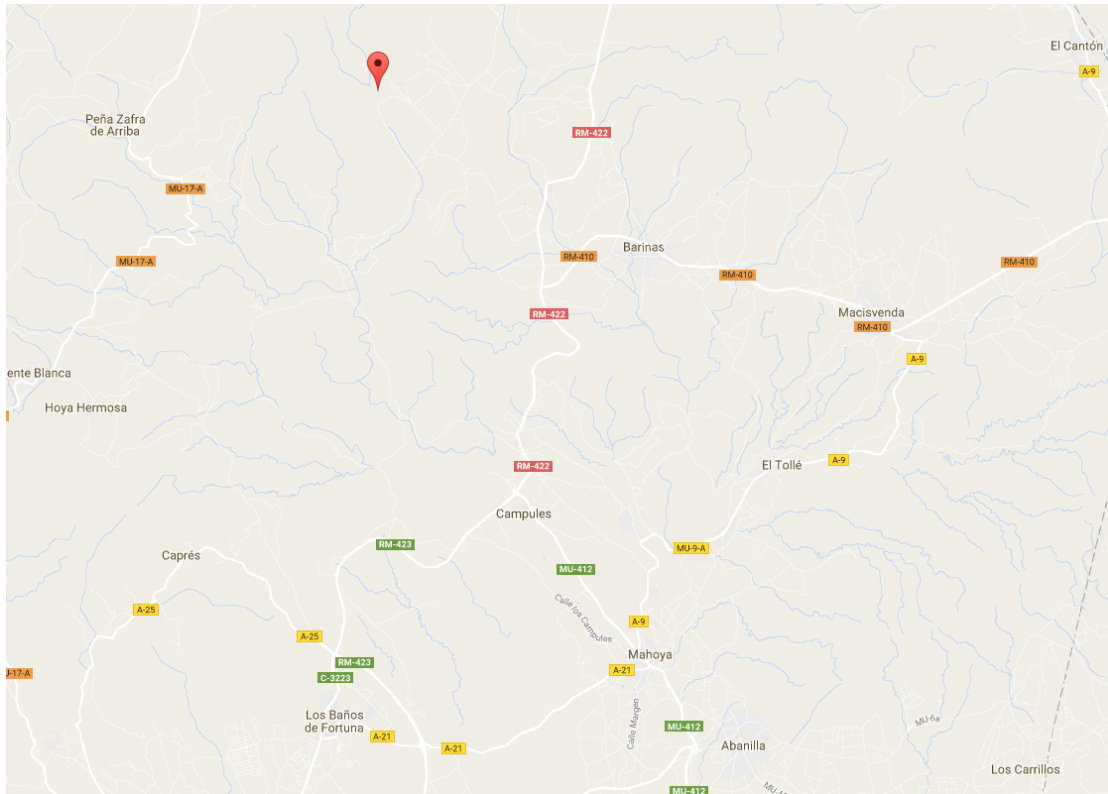 El Cantón
A-9
Peña Zafra
de Arriba
RM-422
MU-17-A
Barinas
RM-410
MU-17-A
RM-410
RM-410
Macisvenda
RM-422
RM-410
A-9
ente Blanca
Hoya Hermosa
El Tollé
A-9
RM-422
Campules
RM-423
MU-9-A
Caprés
MU-412
Calle los Campules
A-25
A-9
A-25
Mahoya
RM-423
A-21
J-17-A
C-3223
Calle Margen
Los Baños
de Fortuna
MU-412
A-21
A-21
Abanilla
Los Carrillos
MU-412